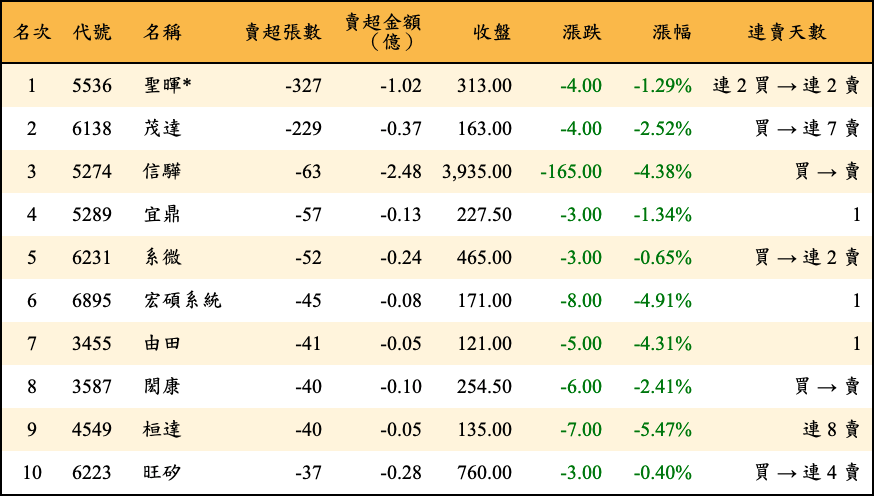 名次 代號 名稱 賣超張數 賣超金額（億） 收盤 漲跌 漲幅 連賣天數
1 5536 聖暉* -327 -1.02 313.00 -4.00 -1.29% 連 2 買 → 連 2 賣
2 6138 茂達 -229 -0.37 163.00 -4.00 -2.52% 買 → 連 7 賣
3 5274 信驊 -63 -2.48 3,935.00 -165.00 -4.38% 買 → 賣
4 5289 宜鼎 -57 -0.13 227.50 -3.00 -1.34% 1
5 6231 系微 -52 -0.24 465.00 -3.00 -0.65% 買 → 連 2 賣
6 6895 宏碩系統 -45 -0.08 171.00 -8.00 -4.91% 1
7 3455 由田 -41 -0.05 121.00 -5.00 -4.31% 1
8 3587 閎康 -40 -0.10 254.50 -6.00 -2.41% 買 → 賣
9 4549 桓達 -40 -0.05 135.00 -7.00 -5.47% 連 8 賣
10 6223 旺矽 -37 -0.28 760.00 -3.00 -0.40% 買 → 連 4 賣